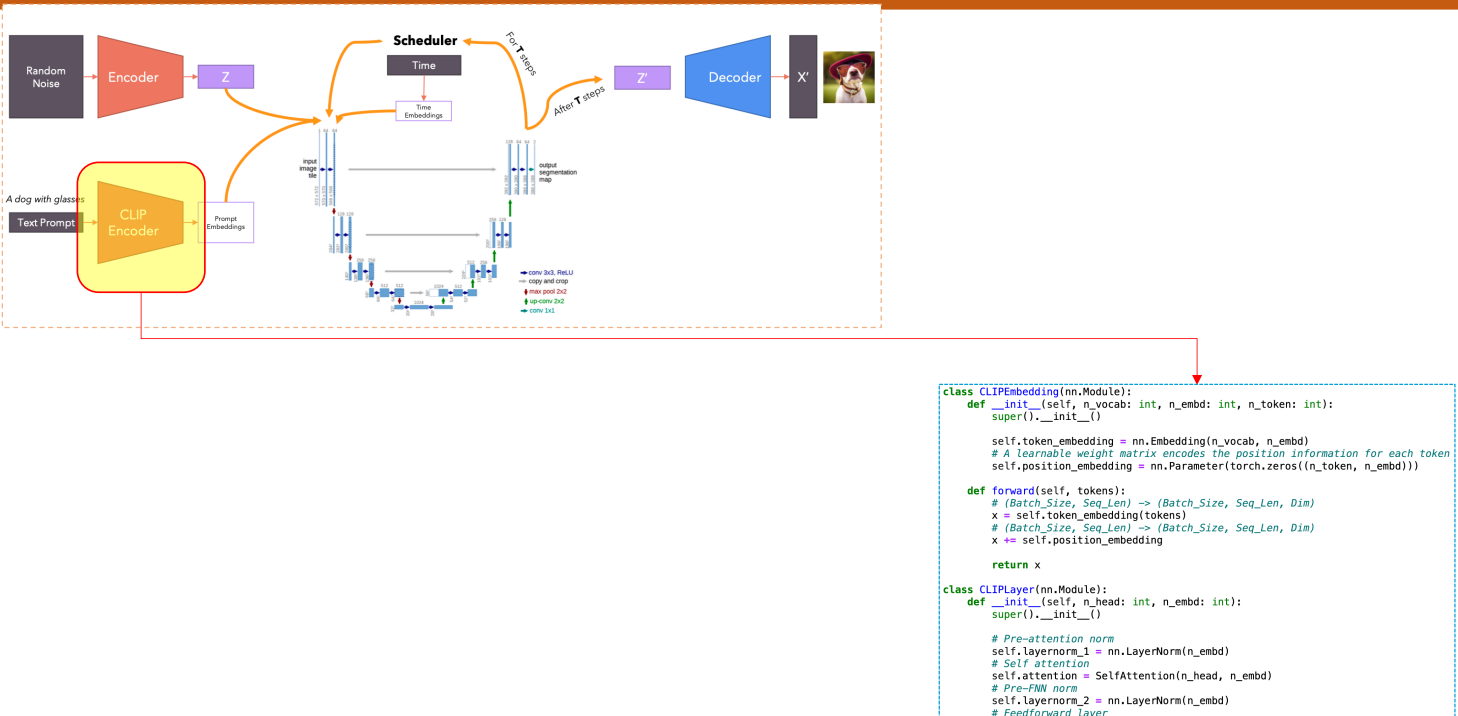 Scheduler
For T steps
Random
Noise
Encoder
Z
Time
Time
Embeddings
After T steps
Z'
Decoder
X'
A dog with glasses
Text Prompt
CLIP
Encoder
Prompt
Embeddings
input
image
tile
output
segmentation
map
conv 3x3, ReLU
copy and crop
max pool 2x2
up-conv 2x2
conv 1x1
class CLIPEmbedding(nn.Module):
    def __init__(self, n_vocab: int, n_embd: int, n_token: int):
        super().__init__()
        self.token_embedding = nn.Embedding(n_vocab, n_embd)
        # A learnable weight matrix encodes the position information for each token
        self.position_embedding = nn.Parameter(torch.zeros((n_token, n_embd)))
    def forward(self, tokens):
        # (Batch_Size, Seq_Len) -> (Batch_Size, Seq_Len, Dim)
        x = self.token_embedding(tokens)
        # (Batch_Size, Seq_Len) -> (Batch_Size, Seq_Len, Dim)
        x += self.position_embedding
        return x
class CLIPLayer(nn.Module):
    def __init__(self, n_head: int, n_embd: int):
        super().__init__()
        # Pre-attention norm
        self.layernorm_1 = nn.LayerNorm(n_embd)
        # Self attention
        self.attention = SelfAttention(n_head, n_embd)
        # Pre-FNN norm
        self.layernorm_2 = nn.LayerNorm(n_embd)
        # Feedforward layer